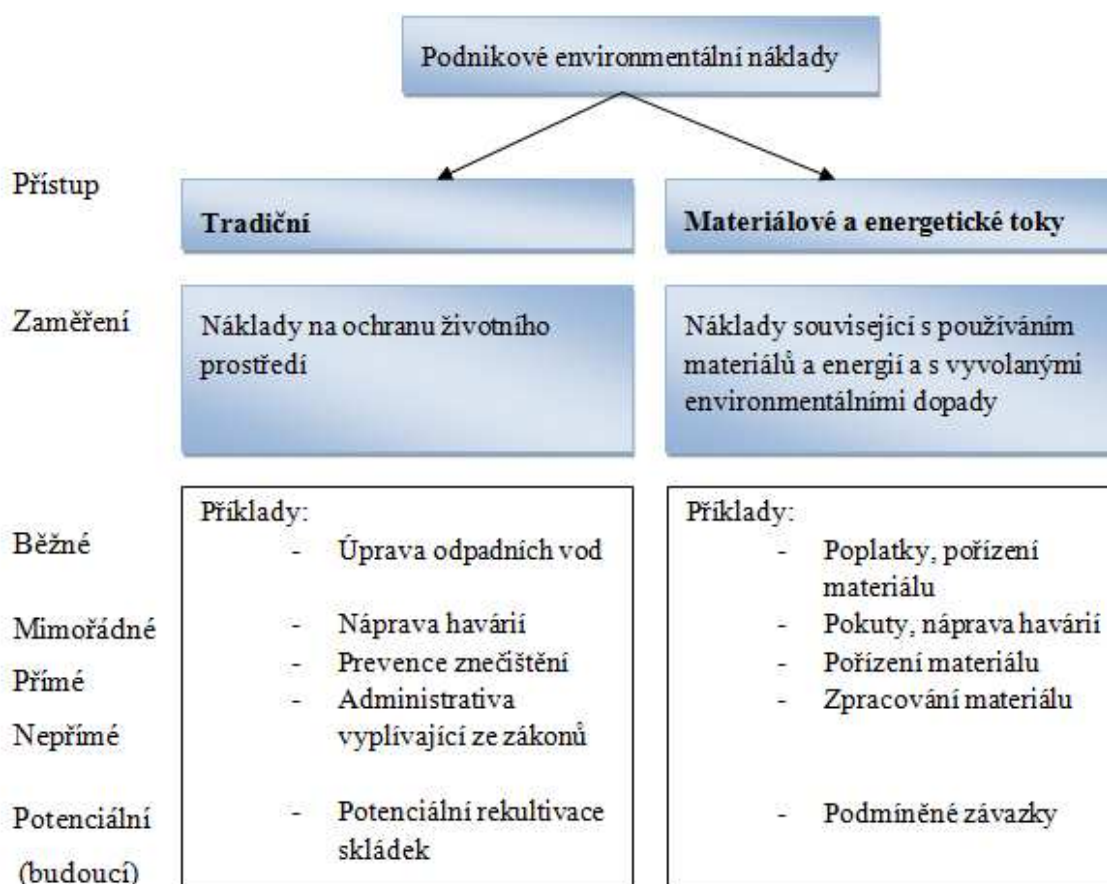 Podnikové environmentální náklady
Přístup
Tradiční
Materiálové a energetické toky
Zaměření
Náklady na ochranu životního
prostředí
Náklady související s používáním
materiálů a energií a s vyvolanými
environmentálními dopady
Běžné
Mimořádné
Přímé
Nepřímé
Potenciální
(budoucí)
Příklady:
- Úprava odpadních vod
- Náprava havárií
- Prevence znečištění
- Administrativa
vyplívající ze zákonů
- Potenciální rekultivace
skládek
Příklady:
- Poplatky, pořízení
materiálu
- Pokuty, náprava havárií
- Pořízení materiálu
- Zpracování materiálu
- Podmíněné závazky